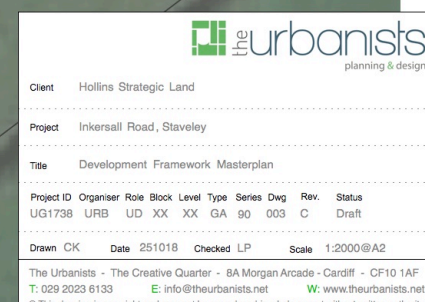 the urbanists
planning & design
Client Hollins Strategic Land
Project Inkersall Road, Staveley
Title Development Framework Masterplan
Project ID Organiser Role Block Level Type Series Dwg Rev. Status
UG1738 URB UD XX XX GA 90 003 C Draft
Drawn CK Date 251018 Checked LP Scale 1:2000@A2
The Urbanists - The Creative Quarter - 8A Morgan Arcade - Cardiff - CF10 1AF
T: 029 2023 6133 E: info@theurbanists.net W: www.theurbanists.net